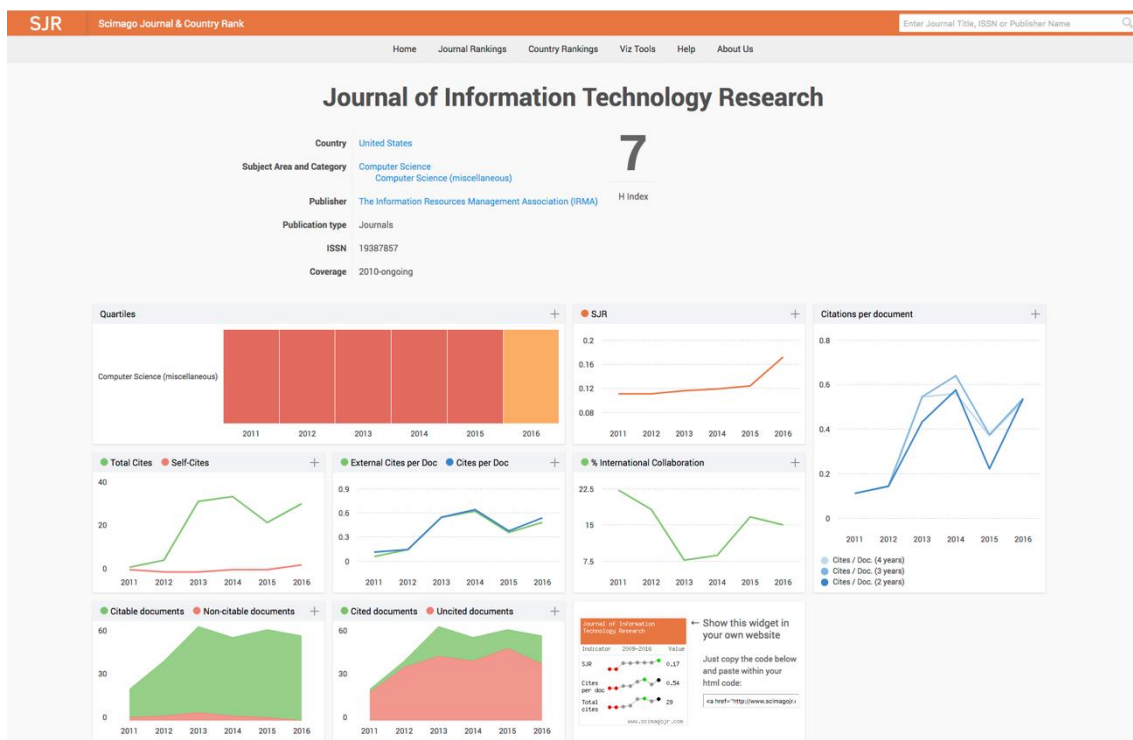 SJR Scimago Journal & Country Rank Enter Journal Title, ISSN or Publisher Name
Home Journal Rankings Country Rankings Viz Tools Help About Us
Journal of Information Technology Research
Country United States
Subject Area and Category Computer Science
Computer Science (miscellaneous)
Publisher The Information Resources Management Association (IRMA)
Publication type Journals
ISSN 19387857
Coverage 2010-ongoing
7
H Index
Quartiles
Computer Science (miscellaneous)
2011 2012 2013 2014 2015 2016
SJR
0.2
0.16
0.12
0.08
2011 2012 2013 2014 2015 2016
Citations per document
0.8
0.6
0.4
0.2
0
2011 2012 2013 2014 2015 2016
Cites / Doc. (4 years)
Cites / Doc. (3 years)
Cites / Doc. (2 years)
Total Cites Self-Cites
40
20
0
2011 2012 2013 2014 2015 2016
External Cites per Doc Cites per Doc
0.9
0.6
0.3
0
2011 2012 2013 2014 2015 2016
% International Collaboration
22.5
15
7.5
2011 2012 2013 2014 2015 2016
Citable documents Non-citable documents
60
30
0
2011 2012 2013 2014 2015 2016
Cited documents Uncited documents
60
30
0
2011 2012 2013 2014 2015 2016
Journal of Information
Technology Research
Indicator 2009-2016 Value
SJR 0.17
Cites
per doc 0.54
Total
cites 29
www.scimagojr.com
← Show this widget in
your own website
Just copy the code below
and paste within your
html code:
<a href="http://www.scimagojr.c